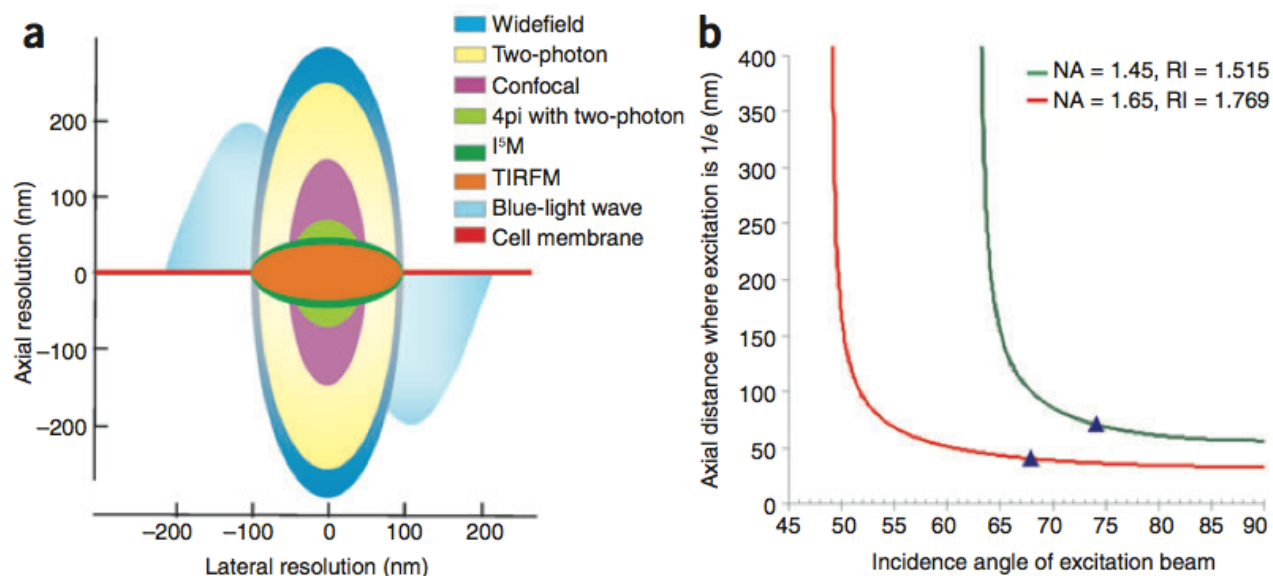 a
Widefield
Two-photon
Confocal
4pi with two-photon
I⁵M
TIRFM
Blue-light wave
Cell membrane
Axial resolution (nm)
200
100
0
–100
–200
–200
–100
0
100
200
Lateral resolution (nm)
b
NA = 1.45, RI = 1.515
NA = 1.65, RI = 1.769
Axial distance where excitation is 1/e (nm)
400
350
300
250
200
150
100
50
0
45 50 55 60 65 70 75 80 85 90
Incidence angle of excitation beam